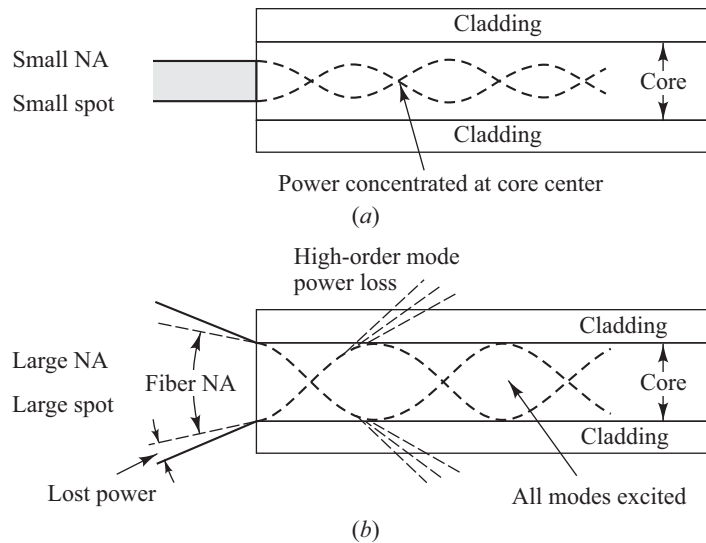 Cladding
Small NA
Small spot
Core
Cladding
Power concentrated at core center
(a)
High-order mode
power loss
Cladding
Large NA
Fiber NA
Core
Large spot
Cladding
Lost power
All modes excited
(b)